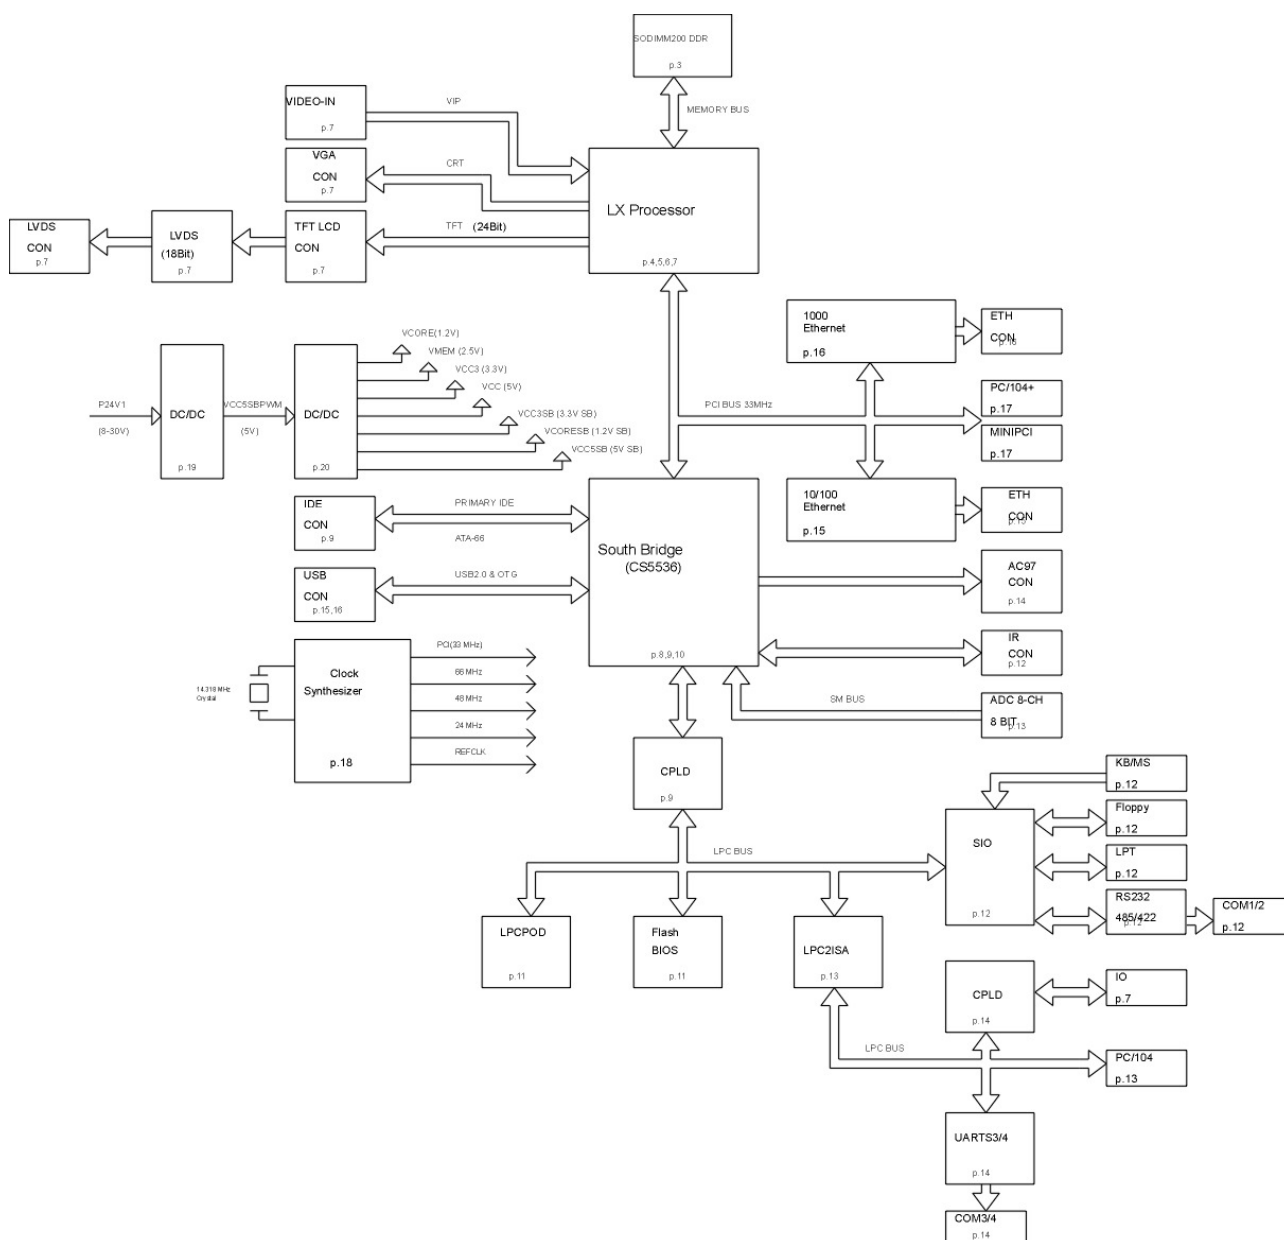 SODIMM200 DDR
p.3
MEMORY BUS
VIDEO-IN
p.7
VIP
VGA
CON
p.7
CRT
LX Processor
p.4,5,6,7
LVDS
CON
p.7
LVDS
(18Bit)
p.7
TFT LCD
CON
p.7
TFT (24Bit)
1000
Ethernet
p.16
ETH
CON
p.16
VCORE(1.2V)
VMEM (2.5V)
VCC3 (3.3V)
VCC (5V)
VCC3SB (3.3V SB)
VCORESB (1.2V SB)
VCC5SB (5V SB)
P24V1
(8-30V)
DC/DC
p.19
VCC5SBPWM
(5V)
DC/DC
p.20
PCI BUS 33MHz
PC/104+
p.17
MINIPCI
p.17
10/100
Ethernet
p.15
ETH
CON
p.15
IDE
CON
p.9
PRIMARY IDE
ATA-66
South Bridge
(CS5536)
p.8,9,10
USB
CON
p.15,16
USB2.0 & OTG
AC97
CON
p.14
IR
CON
p.12
SM BUS
ADC 8-CH
8 BIT
p.13
14.318 MHz
Crystal
Clock
Synthesizer
p.18
PCI(33 MHz)
66 MHz
48 MHz
24 MHz
REFCLK
CPLD
p.9
LPC BUS
SIO
p.12
KB/MS
p.12
Floppy
p.12
LPT
p.12
RS232
485/422
p.12
COM1/2
p.12
LPCPOD
p.11
Flash
BIOS
p.11
LPC2ISA
p.13
CPLD
p.14
IO
p.7
LPC BUS
PC/104
p.13
UARTS3/4
p.14
COM3/4
p.14